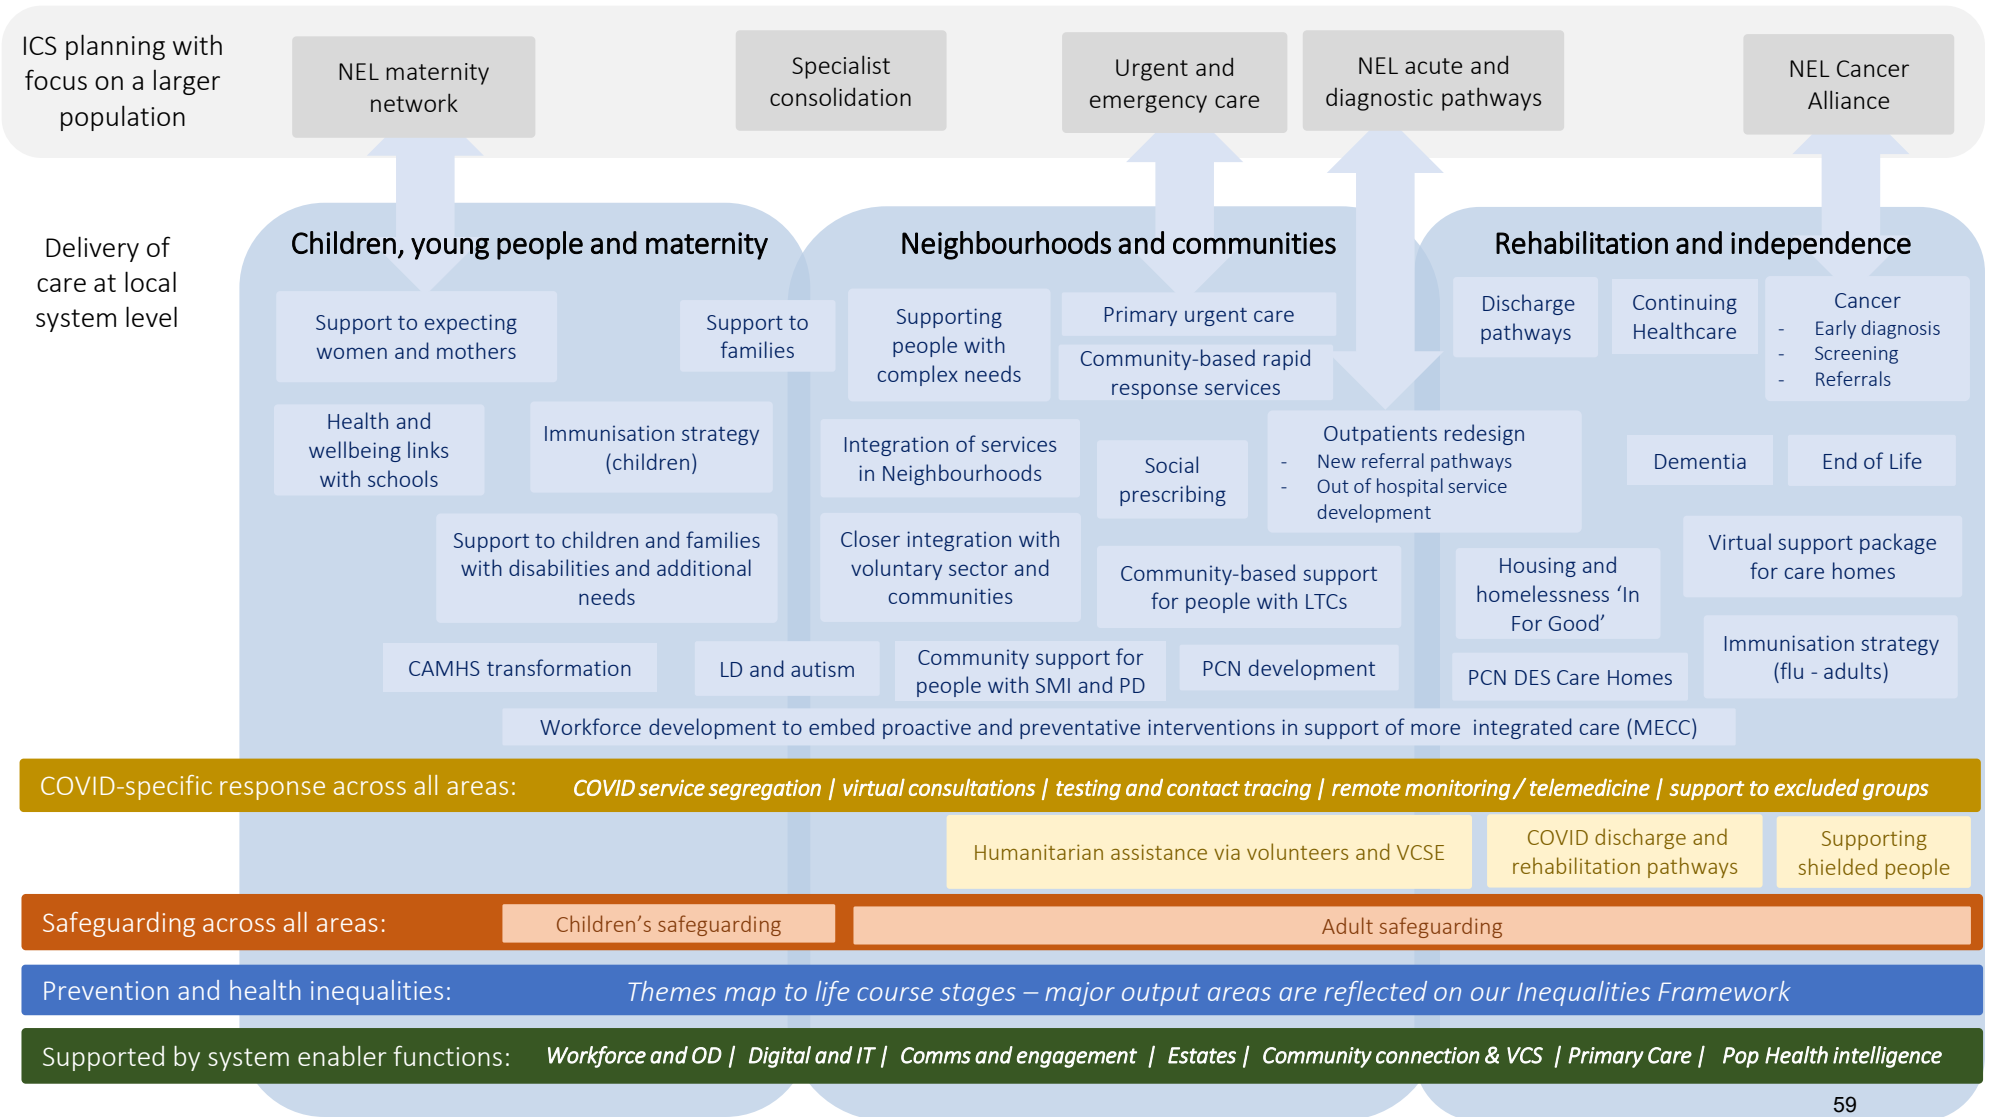 ICS planning with
focus on a larger
population
NEL maternity
network
Specialist
consolidation
Urgent and
emergency care
NEL acute and
diagnostic pathways
NEL Cancer
Alliance
Delivery of
care at local
system level
Children, young people and maternity
Support to expecting
women and mothers
Support to
families
Health and
wellbeing links
with schools
Immunisation strategy
(children)
Support to children and families
with disabilities and additional
needs
CAMHS transformation
LD and autism
Neighbourhoods and communities
Supporting
people with
complex needs
Primary urgent care
Community-based rapid
response services
Integration of services
in Neighbourhoods
Social
prescribing
Outpatients redesign
- New referral pathways
- Out of hospital service
development
Closer integration with
voluntary sector and
communities
Community-based support
for people with LTCs
Community support for
people with SMI and PD
PCN development
Rehabilitation and independence
Discharge
pathways
Continuing
Healthcare
Cancer
- Early diagnosis
- Screening
- Referrals
Dementia
End of Life
Housing and
homelessness ‘In
For Good’
Virtual support package
for care homes
PCN DES Care Homes
Immunisation strategy
(flu - adults)
Workforce development to embed proactive and preventative interventions in support of more integrated care (MECC)
COVID-specific response across all areas: COVID service segregation | virtual consultations | testing and contact tracing | remote monitoring / telemedicine | support to excluded groups
Humanitarian assistance via volunteers and VCSE
COVID discharge and
rehabilitation pathways
Supporting
shielded people
Safeguarding across all areas: Children’s safeguarding Adult safeguarding
Prevention and health inequalities: Themes map to life course stages – major output areas are reflected on our Inequalities Framework
Supported by system enabler functions: Workforce and OD | Digital and IT | Comms and engagement | Estates | Community connection & VCS | Primary Care | Pop Health intelligence
59